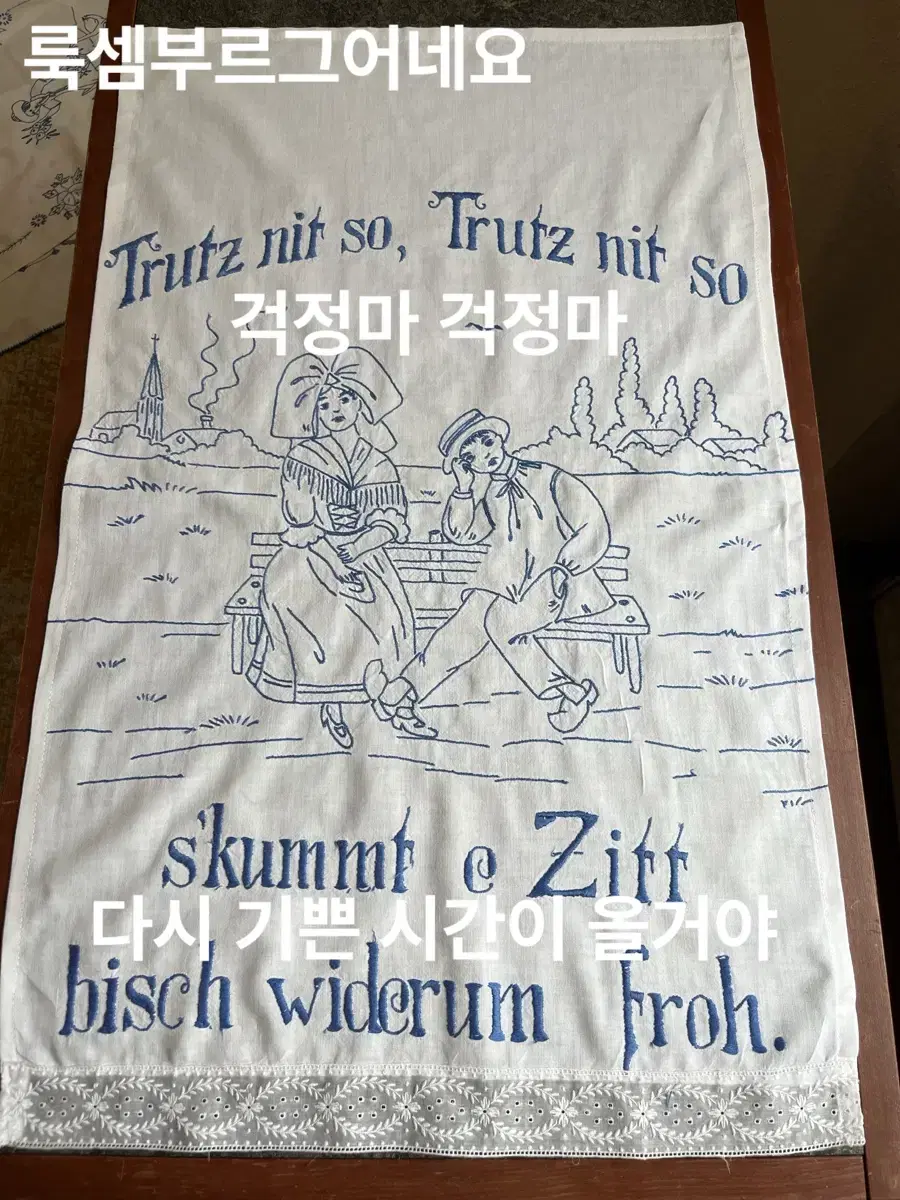 룩셈부르그어네요
Trutz nit so, Trutz nit so
걱정마 걱정마
s'kummt e Zitt
다시 기쁜 시간이 올거야
bisch widerum froh.